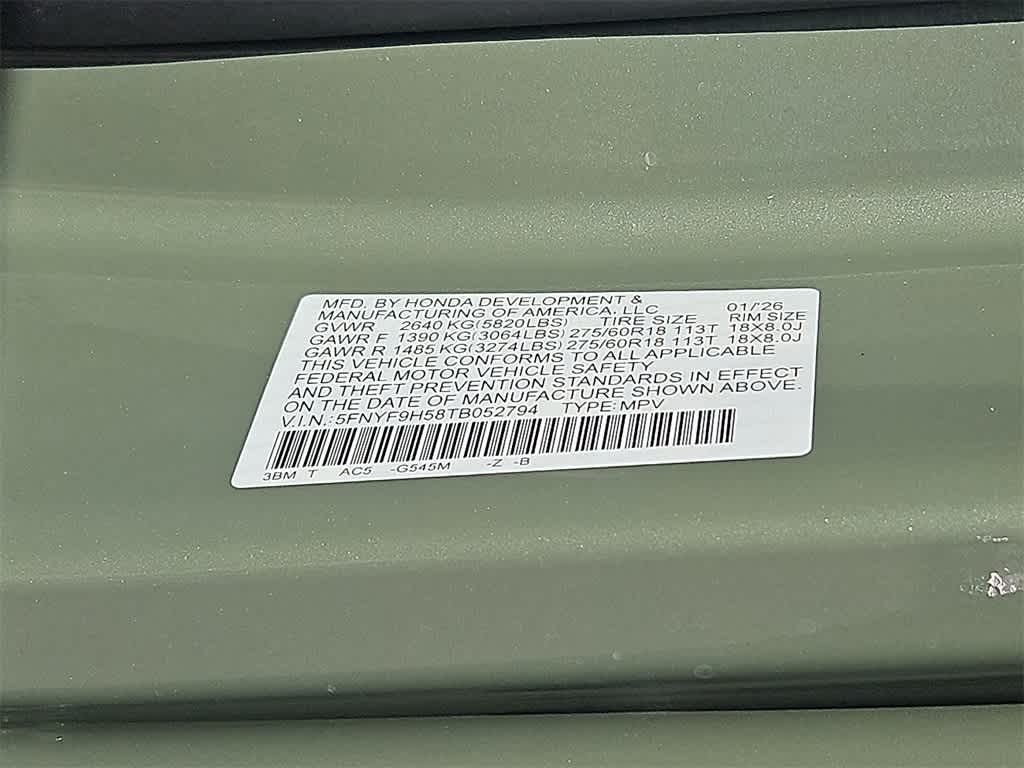 MFD. BY HONDA DEVELOPMENT &
MANUFACTURING OF AMERICA, LLC 01/'26
GVWR 2640 KG(5820LBS) TIRE SIZE RIM SIZE
GAWR F 1390 KG(3064LBS) 275/60R18 113T 18X8.0J
GAWR R 1485 KG(3274LBS) 275/60R18 113T 18X8.0J
THIS VEHICLE CONFORMS TO ALL APPLICABLE
FEDERAL MOTOR VEHICLE SAFETY
AND THEFT PREVENTION STANDARDS IN EFFECT
ON THE DATE OF MANUFACTURE SHOWN ABOVE.
V.I.N.:5FNYF9H58TB052794 TYPE:MPV
3BM T AC5 -G545M -Z -B